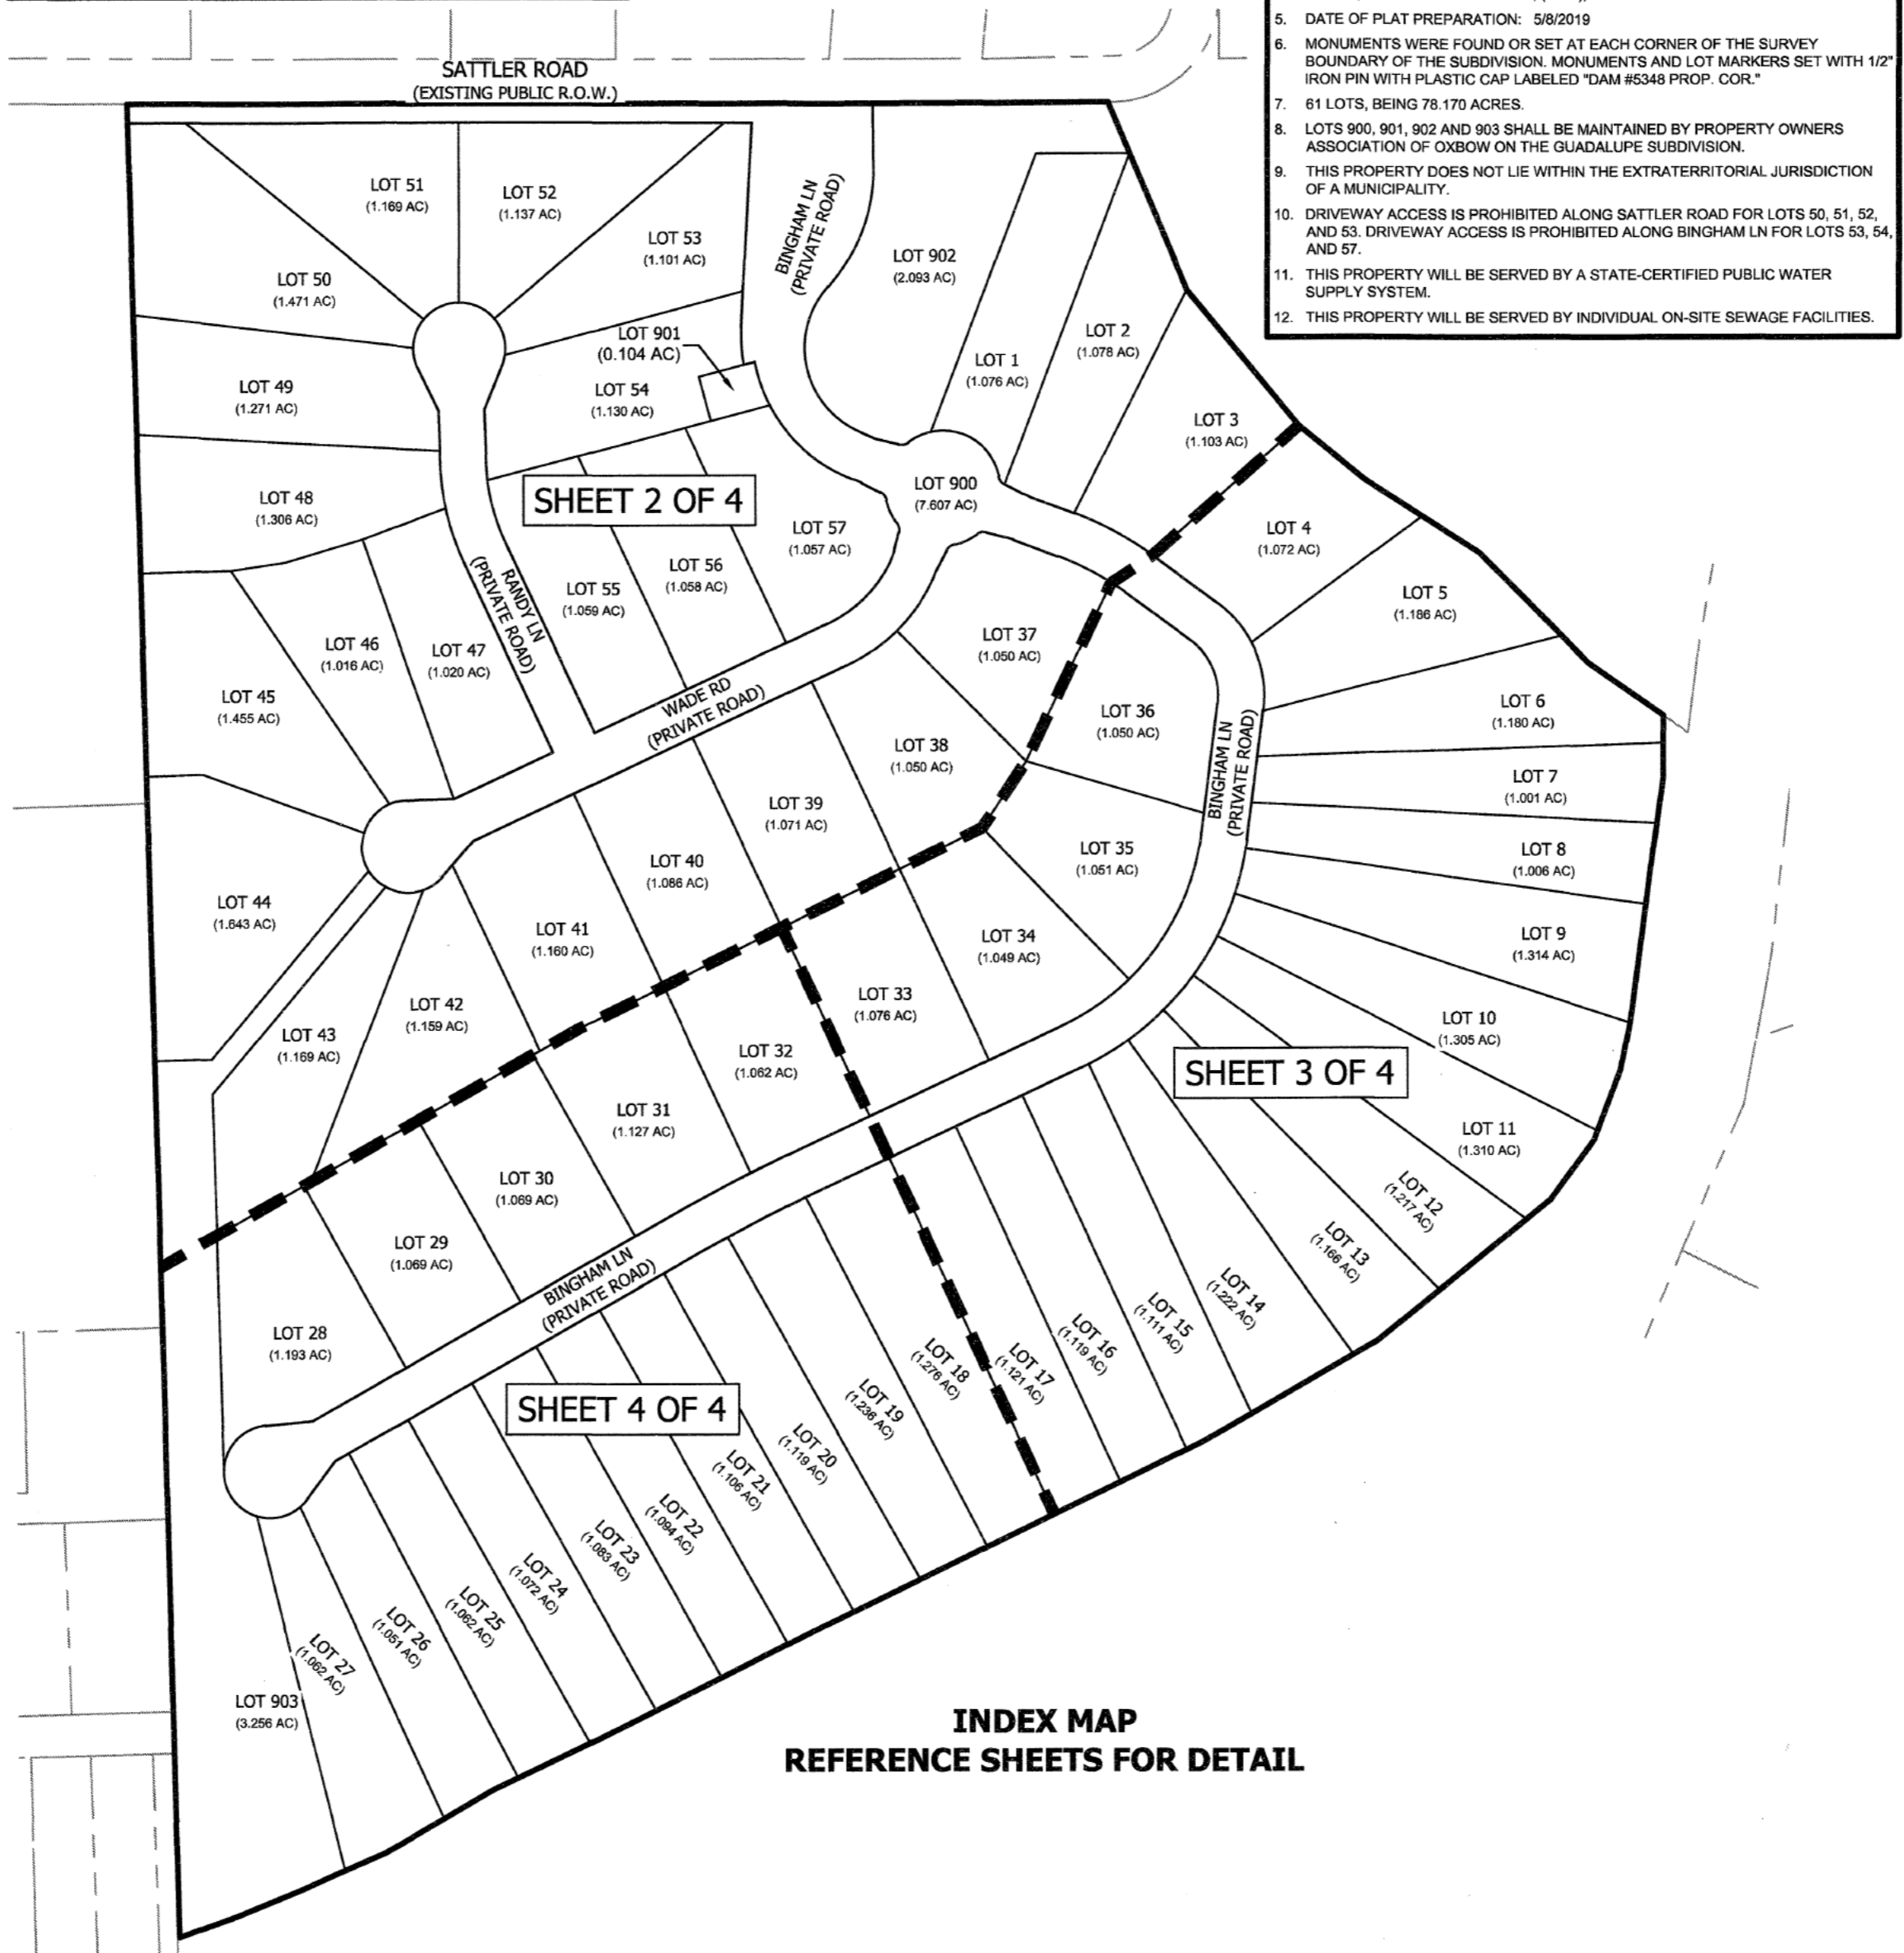 5. DATE OF PLAT PREPARATION: 5/8/2019
6. MONUMENTS WERE FOUND OR SET AT EACH CORNER OF THE SURVEY
BOUNDARY OF THE SUBDIVISION. MONUMENTS AND LOT MARKERS SET WITH 1/2"
IRON PIN WITH PLASTIC CAP LABELED "DAM #5348 PROP. COR."
7. 61 LOTS, BEING 78.170 ACRES.
8. LOTS 900, 901, 902 AND 903 SHALL BE MAINTAINED BY PROPERTY OWNERS
ASSOCIATION OF OXBOW ON THE GUADALUPE SUBDIVISION.
9. THIS PROPERTY DOES NOT LIE WITHIN THE EXTRATERRITORIAL JURISDICTION
OF A MUNICIPALITY.
10. DRIVEWAY ACCESS IS PROHIBITED ALONG SATTLER ROAD FOR LOTS 50, 51, 52,
AND 53. DRIVEWAY ACCESS IS PROHIBITED ALONG BINGHAM LN FOR LOTS 53, 54,
AND 57.
11. THIS PROPERTY WILL BE SERVED BY A STATE-CERTIFIED PUBLIC WATER
SUPPLY SYSTEM.
12. THIS PROPERTY WILL BE SERVED BY INDIVIDUAL ON-SITE SEWAGE FACILITIES.
SATTLER ROAD
(EXISTING PUBLIC R.O.W.)
LOT 51
(1.169 AC)
LOT 52
(1.137 AC)
LOT 53
(1.101 AC)
BINGHAM LN
(PRIVATE ROAD)
LOT 902
(2.093 AC)
LOT 50
(1.471 AC)
LOT 901
(0.104 AC)
LOT 2
(1.078 AC)
LOT 1
(1.076 AC)
LOT 49
(1.271 AC)
LOT 54
(1.130 AC)
LOT 3
(1.103 AC)
LOT 48
(1.306 AC)
SHEET 2 OF 4
LOT 900
(7.607 AC)
LOT 57
(1.057 AC)
LOT 4
(1.072 AC)
LOT 56
(1.058 AC)
LOT 55
(1.059 AC)
RANDY LN
(PRIVATE ROAD)
LOT 5
(1.186 AC)
LOT 46
(1.016 AC)
LOT 47
(1.020 AC)
LOT 37
(1.050 AC)
LOT 45
(1.455 AC)
WADE RD
(PRIVATE ROAD)
LOT 36
(1.050 AC)
LOT 6
(1.180 AC)
LOT 38
(1.050 AC)
BINGHAM LN
(PRIVATE ROAD)
LOT 7
(1.001 AC)
LOT 39
(1.071 AC)
LOT 40
(1.086 AC)
LOT 35
(1.051 AC)
LOT 8
(1.006 AC)
LOT 44
(1.643 AC)
LOT 41
(1.160 AC)
LOT 34
(1.049 AC)
LOT 9
(1.314 AC)
LOT 42
(1.159 AC)
LOT 33
(1.076 AC)
LOT 10
(1.305 AC)
LOT 43
(1.169 AC)
LOT 32
(1.062 AC)
SHEET 3 OF 4
LOT 31
(1.127 AC)
LOT 11
(1.310 AC)
LOT 30
(1.069 AC)
LOT 12
(1.217 AC)
LOT 29
(1.069 AC)
LOT 13
(1.166 AC)
BINGHAM LN
(PRIVATE ROAD)
LOT 14
(1.222 AC)
LOT 15
(1.111 AC)
LOT 16
(1.119 AC)
LOT 17
(1.121 AC)
LOT 18
(1.276 AC)
LOT 28
(1.193 AC)
SHEET 4 OF 4
LOT 19
(1.236 AC)
LOT 20
(1.119 AC)
LOT 21
(1.106 AC)
LOT 22
(1.094 AC)
LOT 23
(1.083 AC)
LOT 24
(1.072 AC)
LOT 25
(1.062 AC)
LOT 26
(1.051 AC)
LOT 27
(1.062 AC)
LOT 903
(3.256 AC)
INDEX MAP
REFERENCE SHEETS FOR DETAIL